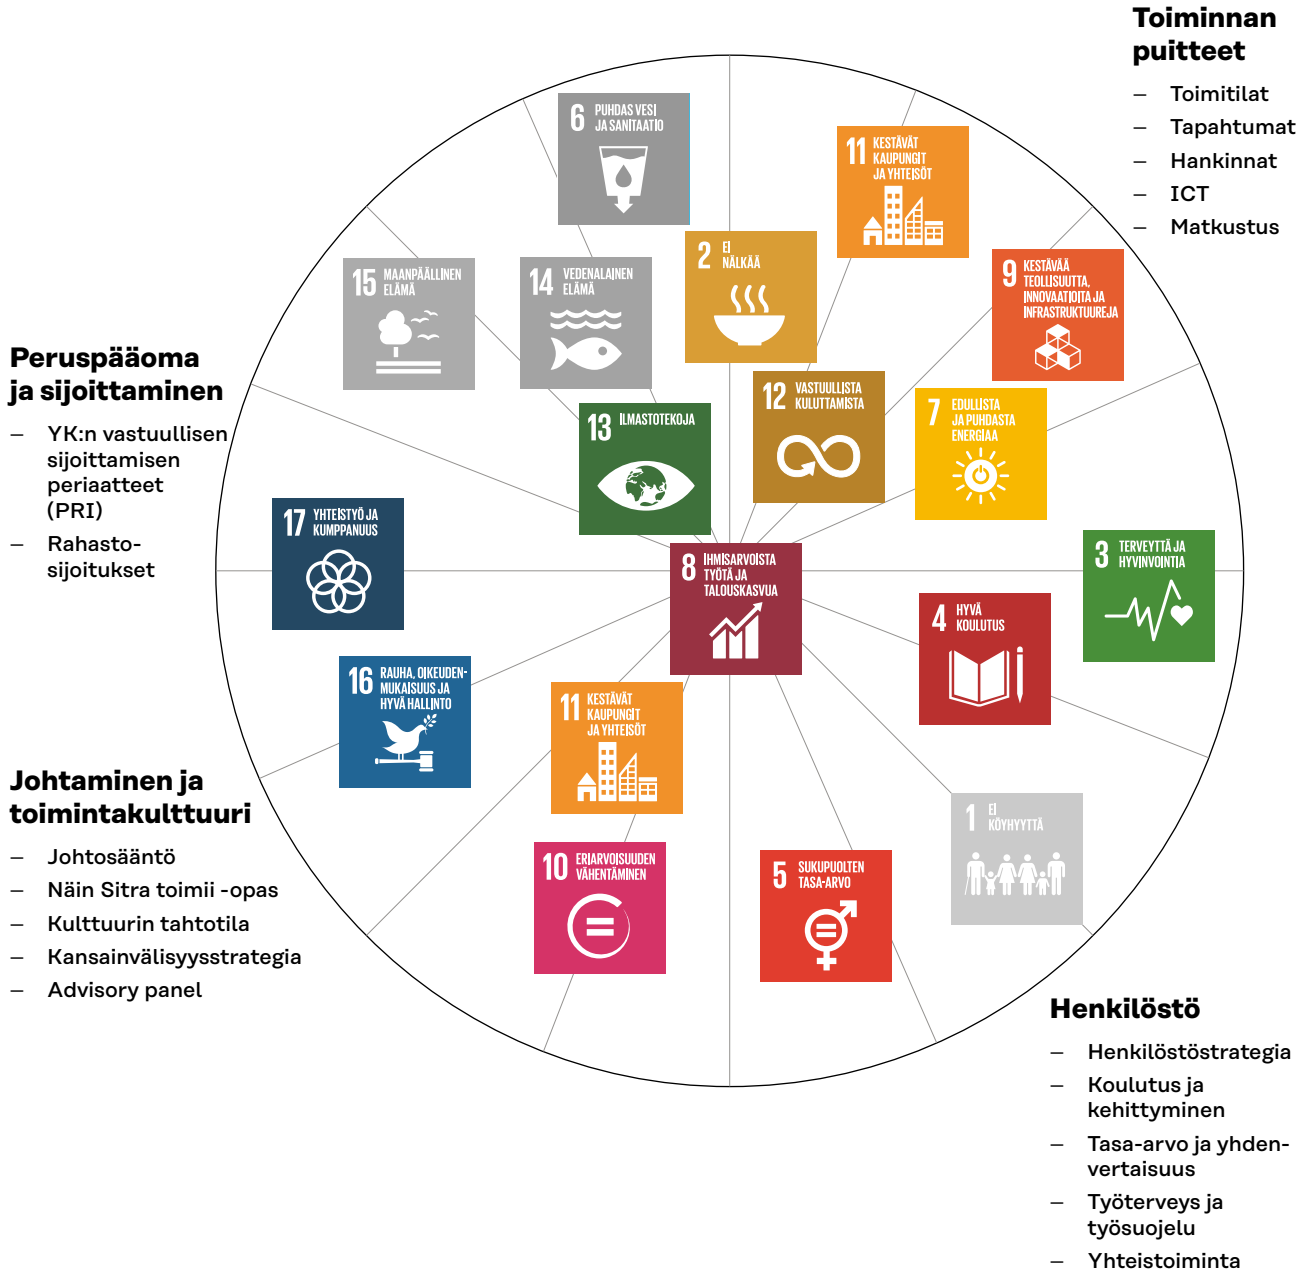 Toiminnan
puitteet
– Toimitilat
– Tapahtumat
– Hankinnat
– ICT
– Matkustus
6 PUHDAS VESI
JA SANITAATIO
11 KESTÄVÄT
KAUPUNGIT
JA YHTEISÖT
15 MAANPÄÄLLINEN
ELÄMÄ
14 VEDENALAINEN
ELÄMÄ
2 EI
NÄLKÄÄ
9 KESTÄVÄÄ
TEOLLISUUTTA,
INNOVAATIOITA JA
INFRASTRUKTUUREJA
13 ILMASTOTEKOJA
12 VASTUULLISTA
KULUTTAMISTA
7 EDULLISTA
JA PUHDASTA
ENERGIAA
Peruspääoma
ja sijoittaminen
– YK:n vastuullisen
sijoittamisen
periaatteet
(PRI)
– Rahasto-
sijoitukset
17 YHTEISTYÖ JA
KUMPPANUUS
8 IHMISARVOISTA
TYÖTÄ JA
TALOUSKASVUA
3 TERVEYTTÄ JA
HYVINVOINTIA
4 HYVÄ
KOULUTUS
16 RAUHA, OIKEUDEN-
MUKAISUUS JA
HYVÄ HALLINTO
11 KESTÄVÄT
KAUPUNGIT
JA YHTEISÖT
1 EI
KÖYHYYTTÄ
10 ERIARVOISUUDEN
VÄHENTÄMINEN
5 SUKUPUOLTEN
TASA-ARVO
Johtaminen ja
toimintakulttuuri
– Johtosääntö
– Näin Sitra toimii -opas
– Kulttuurin tahtotila
– Kansainvälisyysstrategia
– Advisory panel
Henkilöstö
– Henkilöstöstrategia
– Koulutus ja
kehittyminen
– Tasa-arvo ja yhden-
vertaisuus
– Työterveys ja
työsuojelu
– Yhteistoiminta